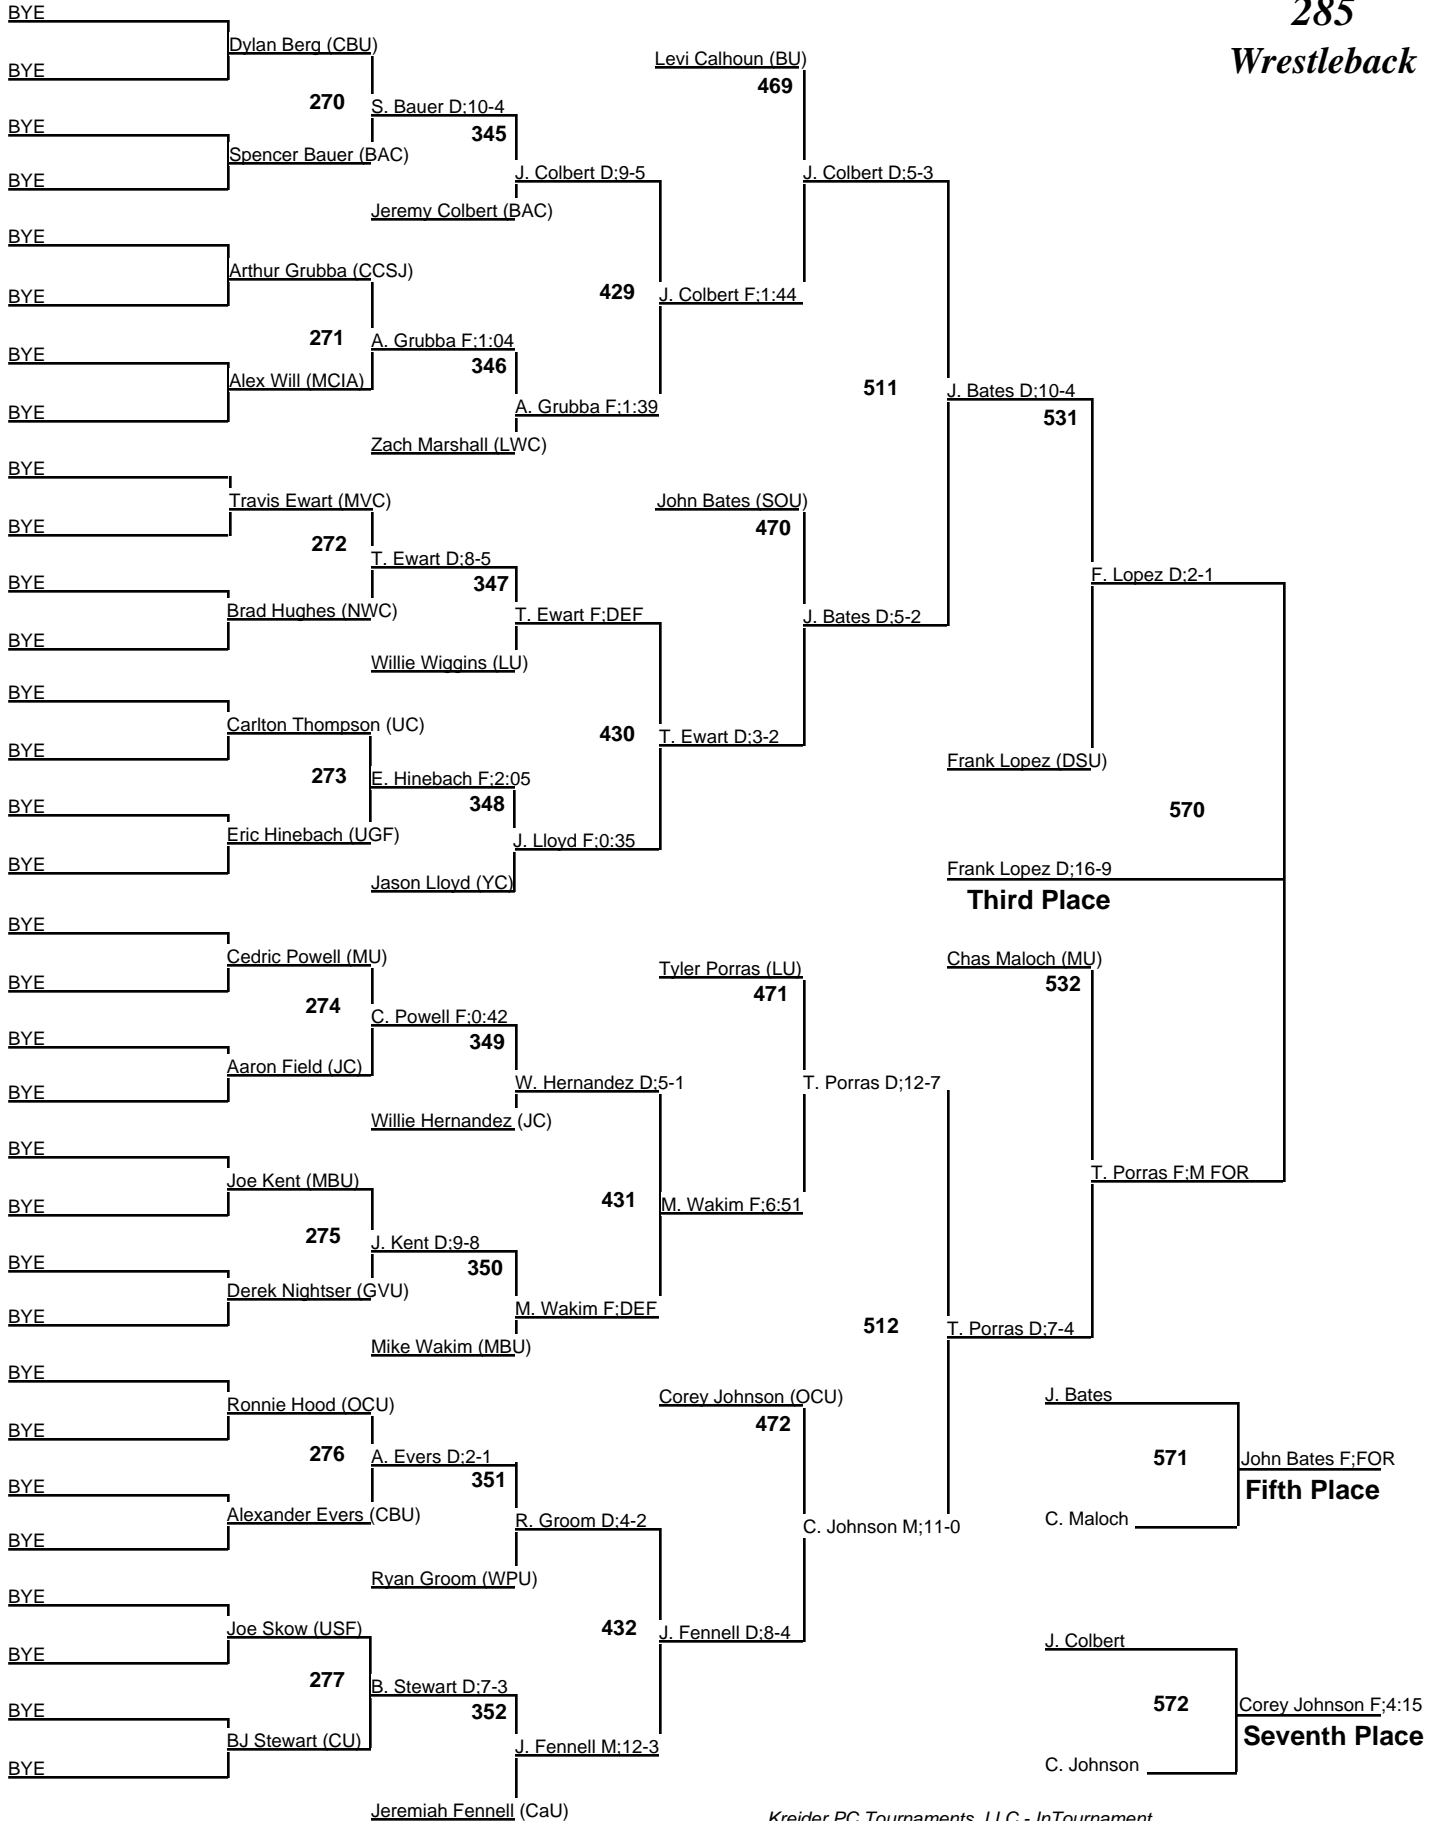 285
Wrestleback
BYE
Dylan Berg (CBU)
BYE
270
S. Bauer D;10-4
BYE
345
Spencer Bauer (BAC)
BYE
J. Colbert D;9-5
Jeremy Colbert (BAC)
BYE
Arthur Grubba (CCSJ)
BYE
429
J. Colbert F;1:44
271
A. Grubba F;1:04
BYE
346
Alex Will (MCIA)
BYE
A. Grubba F;1:39
Zach Marshall (LWC)
Levi Calhoun (BU)
469
J. Colbert D;5-3
511
J. Bates D;10-4
531
BYE
Travis Ewart (MVC)
BYE
272
T. Ewart D;8-5
BYE
347
Brad Hughes (NWC)
BYE
T. Ewart F;DEF
Willie Wiggins (LU)
BYE
Carlton Thompson (UC)
BYE
430
T. Ewart D;3-2
273
E. Hinebach F;2:05
BYE
348
Eric Hinebach (UGF)
BYE
J. Lloyd F;0:35
Jason Lloyd (YC)
John Bates (SOU)
470
J. Bates D;5-2
F. Lopez D;2-1
Frank Lopez (DSU)
570
Frank Lopez D;16-9
Third Place
BYE
Cedric Powell (MU)
BYE
274
C. Powell F;0:42
BYE
349
Aaron Field (JC)
BYE
W. Hernandez D;5-1
Willie Hernandez (JC)
BYE
Joe Kent (MBU)
BYE
431
M. Wakim F;6:51
275
J. Kent D;9-8
BYE
350
Derek Nightser (GVU)
BYE
M. Wakim F;DEF
Mike Wakim (MBU)
Tyler Porras (LU)
471
T. Porras D;12-7
Chas Maloch (MU)
532
T. Porras F;M FOR
512
T. Porras D;7-4
BYE
Ronnie Hood (OCU)
BYE
276
A. Evers D;2-1
BYE
351
Alexander Evers (CBU)
BYE
R. Groom D;4-2
Ryan Groom (WPU)
BYE
Joe Skow (USF)
BYE
432
J. Fennell D;8-4
277
B. Stewart D;7-3
BYE
352
BJ Stewart (CU)
BYE
J. Fennell M;12-3
Jeremiah Fennell (CaU)
Corey Johnson (OCU)
472
C. Johnson M;11-0
J. Bates
571
John Bates F;FOR
Fifth Place
C. Maloch
J. Colbert
572
Corey Johnson F;4:15
Seventh Place
C. Johnson
Kreider PC Tournaments, LLC - InTournament